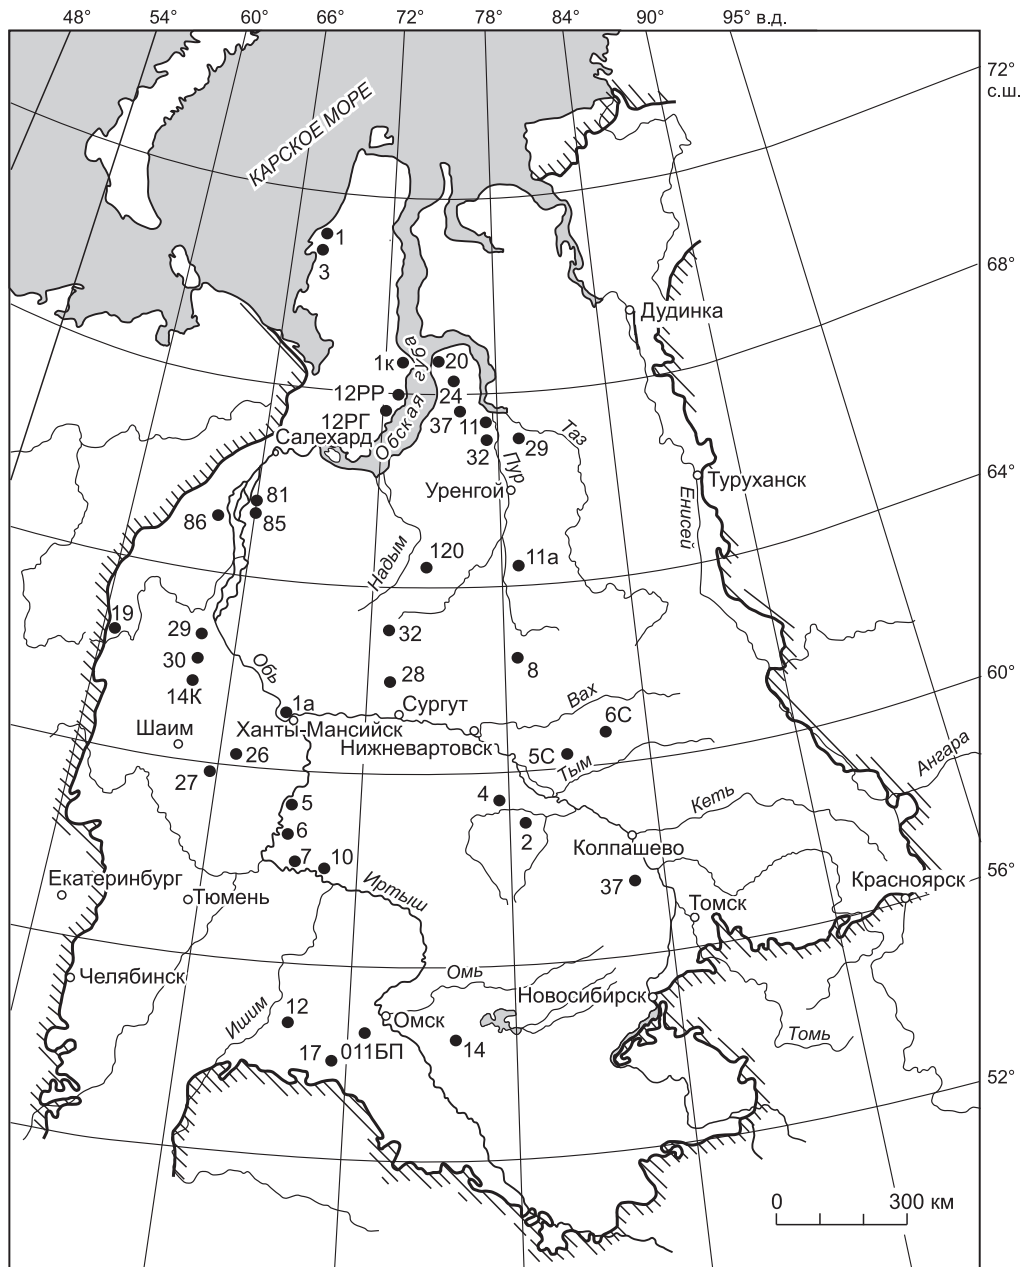 48° 54° 60° 66° 72° 78° 84° 90° 95° в.д.
72°
с.ш.
КАРСКОЕ МОРЕ
1
3
68°
Дудинка
1к
20
12РР
24
12РГ
37
11
Обская губа
Салехард
32
29
Таз
Пур
64°
Уренгой
Туруханск
Енисей
81
86
85
Надым
120
11а
19
29
32
30
8
14К
Обь
28
60°
1а
Сургут
Вах
6С
Шаим
Ханты-Мансийск
Нижневартовск
26
5С
Тым
Ангара
27
5
4
Кеть
6
2
7
10
Колпашево
56°
Екатеринбург
Иртыш
37
Красноярск
Тюмень
Томск
Челябинск
Омь
Новосибирск
12
Ишим
Омск
Томь
17
011БП
14
52°
0 300 км